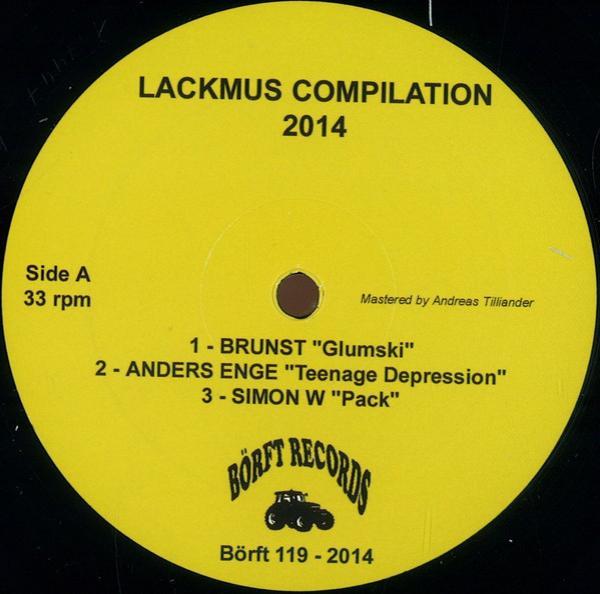 LACKMUS COMPILATION
2014
Side A
33 rpm
Mastered by Andreas Tilliander
1 - BRUNST "Glumski"
2 - ANDERS ENGE "Teenage Depression"
3 - SIMON W "Pack"
BÖRFT RECORDS
Börft 119 - 2014